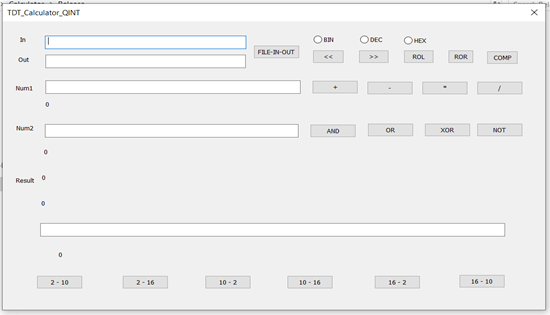 TDT_Calculator_QINT
In
BIN DEC HEX
FILE-IN-OUT
Out
<< >> ROL ROR COMP
Num1
+ - * /
0
Num2
AND OR XOR NOT
0
Result
0
0
0
2 - 10 2 - 16 10 - 2 10 - 16 16 - 2 16 - 10